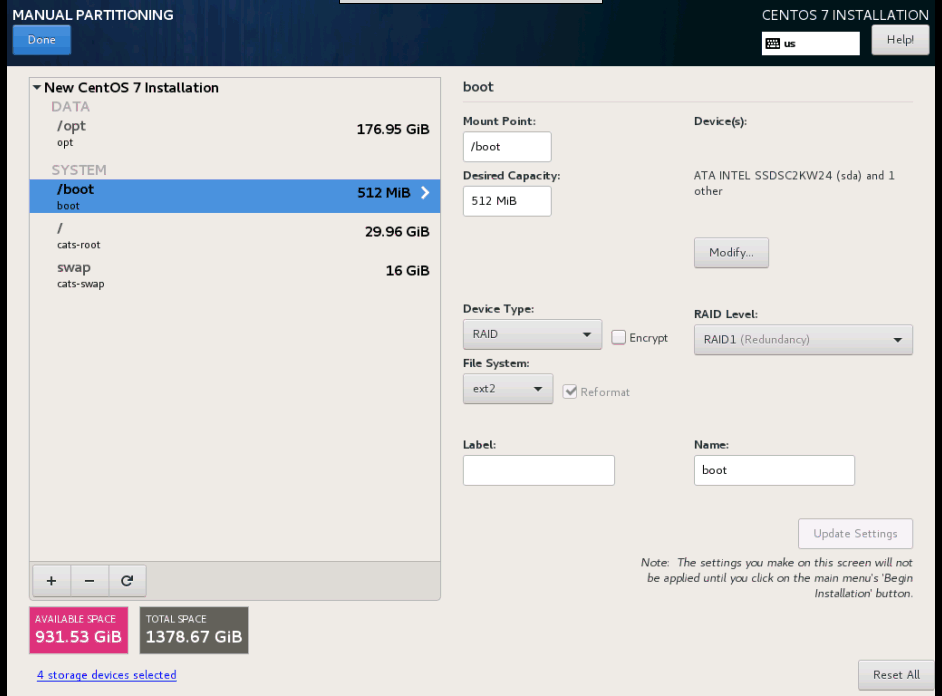 MANUAL PARTITIONING
CENTOS 7 INSTALLATION
Done
us
Help!
New CentOS 7 Installation
DATA
/opt
176.95 GiB
opt
SYSTEM
/boot
512 MiB
boot
/
29.96 GiB
cats-root
swap
16 GiB
cats-swap
+ −
AVAILABLE SPACE
931.53 GiB
TOTAL SPACE
1378.67 GiB
4 storage devices selected
boot
Mount Point:
/boot
Device(s):
Desired Capacity:
512 MiB
ATA INTEL SSDSC2KW24 (sda) and 1
other
Modify...
Device Type:
RAID
Encrypt
RAID Level:
RAID1 (Redundancy)
File System:
ext2
Reformat
Label:
Name:
boot
Update Settings
Note: The settings you make on this screen will not
be applied until you click on the main menu's 'Begin
Installation' button.
Reset All